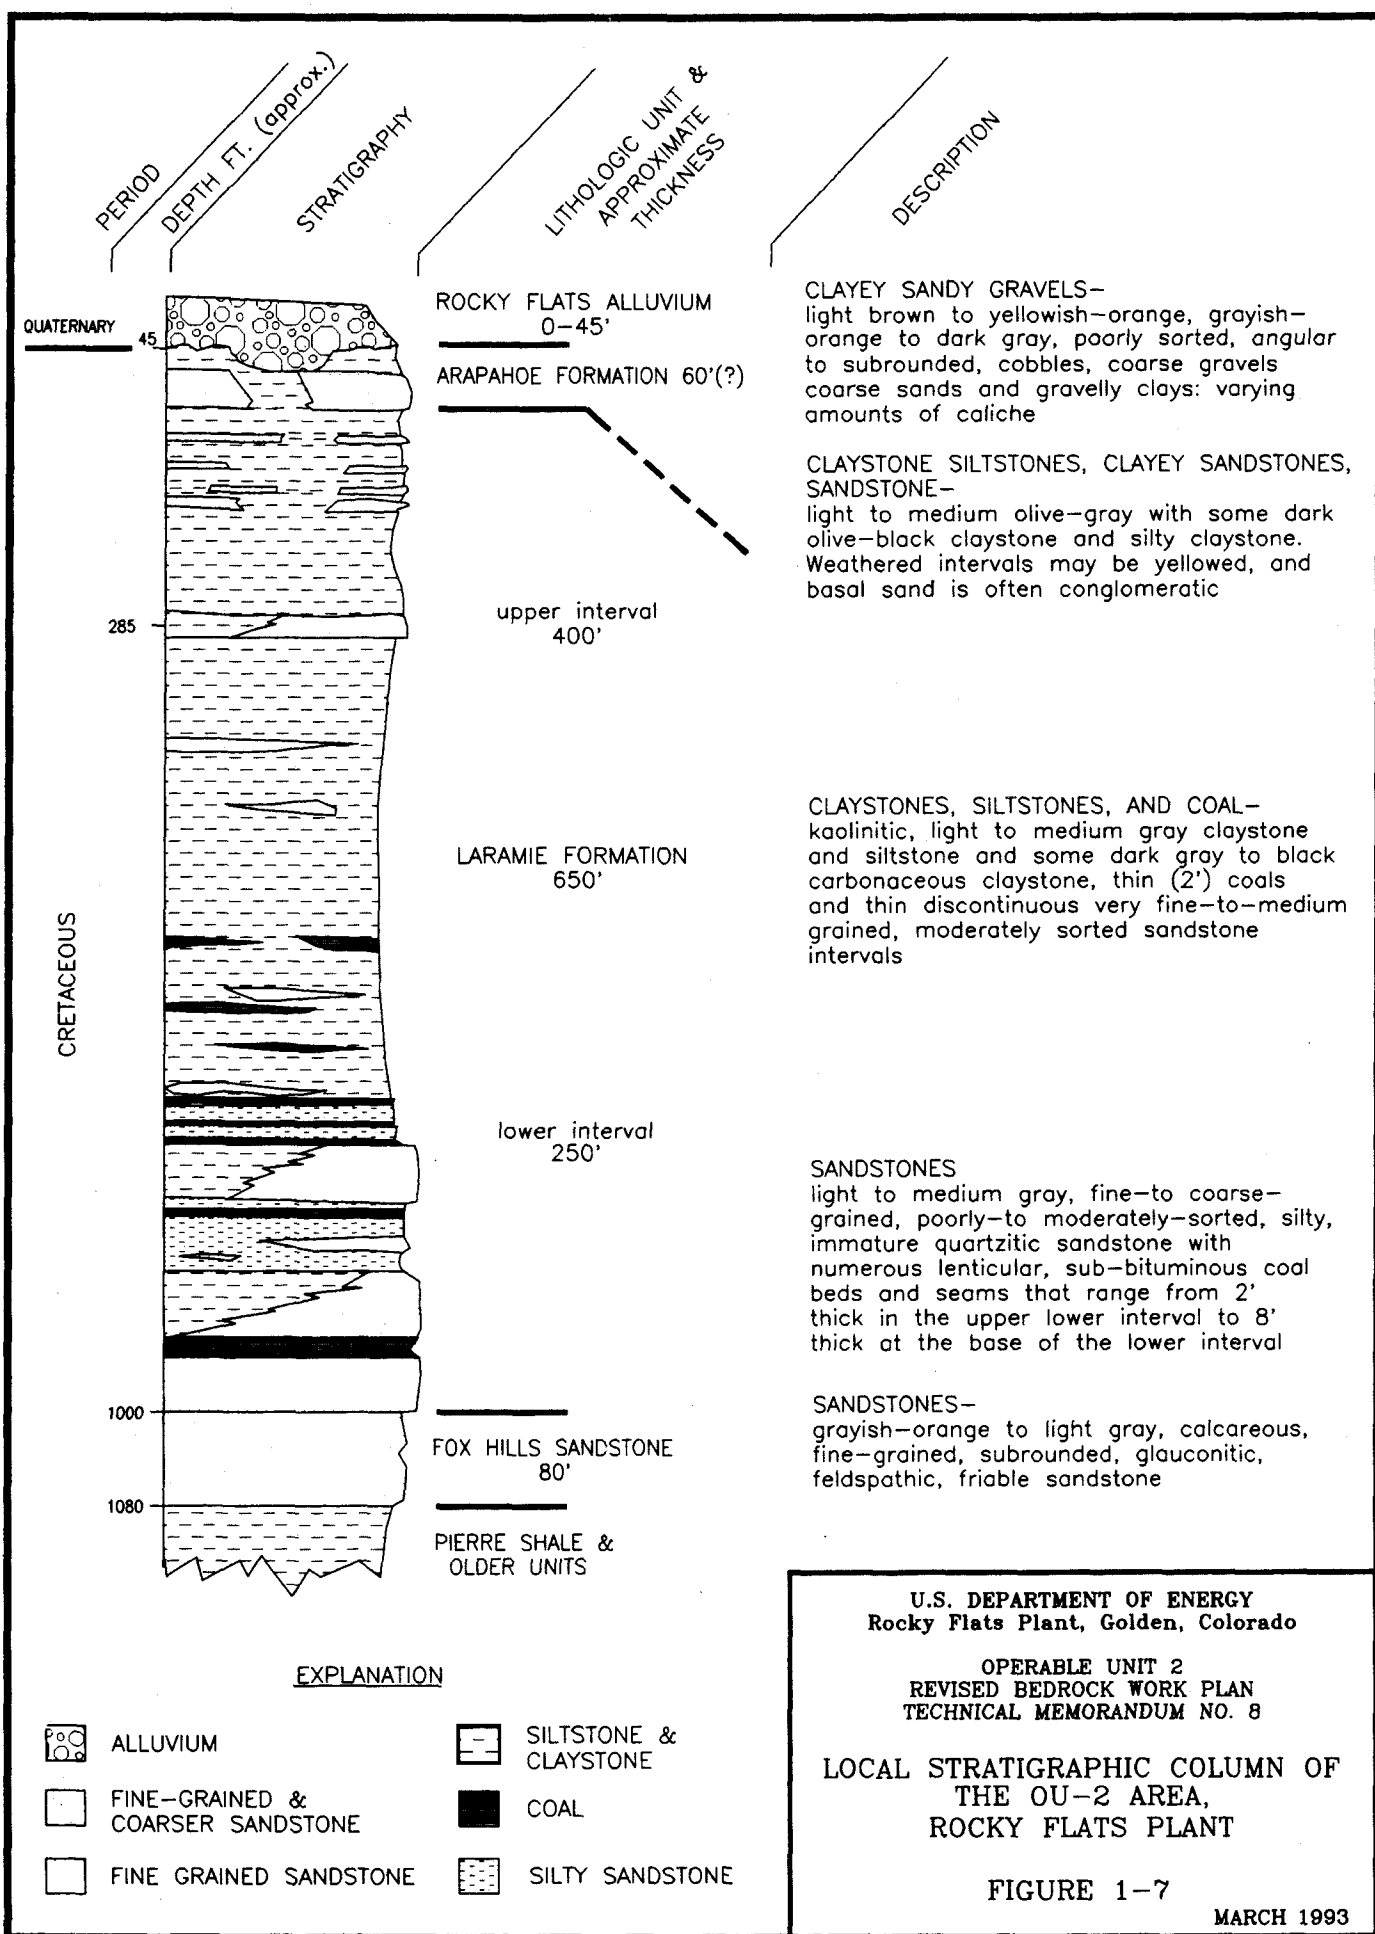 PERIOD
DEPTH FT. (approx.)
STRATIGRAPHY
LITHOLOGIC UNIT &
APPROXIMATE
THICKNESS
DESCRIPTION
QUATERNARY
45
285
CRETACEOUS
1000
1080
ROCKY FLATS ALLUVIUM
0-45'
ARAPAHOE FORMATION 60'(?)
upper interval
400'
LARAMIE FORMATION
650'
lower interval
250'
FOX HILLS SANDSTONE
80'
PIERRE SHALE &
OLDER UNITS
CLAYEY SANDY GRAVELS-
light brown to yellowish-orange, grayish-
orange to dark gray, poorly sorted, angular
to subrounded, cobbles, coarse gravels
coarse sands and gravelly clays: varying
amounts of caliche
CLAYSTONE SILTSTONES, CLAYEY SANDSTONES,
SANDSTONE-
light to medium olive-gray with some dark
olive-black claystone and silty claystone.
Weathered intervals may be yellowed, and
basal sand is often conglomeratic
CLAYSTONES, SILTSTONES, AND COAL-
kaolinitic, light to medium gray claystone
and siltstone and some dark gray to black
carbonaceous claystone, thin (2') coals
and thin discontinuous very fine-to-medium
grained, moderately sorted sandstone
intervals
SANDSTONES
light to medium gray, fine-to coarse-
grained, poorly-to moderately-sorted, silty,
immature quartzitic sandstone with
numerous lenticular, sub-bituminous coal
beds and seams that range from 2'
thick in the upper lower interval to 8'
thick at the base of the lower interval
SANDSTONES-
grayish-orange to light gray, calcareous,
fine-grained, subrounded, glauconitic,
feldspathic, friable sandstone
EXPLANATION
ALLUVIUM
FINE-GRAINED &
COARSER SANDSTONE
FINE GRAINED SANDSTONE
SILTSTONE &
CLAYSTONE
COAL
SILTY SANDSTONE
U.S. DEPARTMENT OF ENERGY
Rocky Flats Plant, Golden, Colorado
OPERABLE UNIT 2
REVISED BEDROCK WORK PLAN
TECHNICAL MEMORANDUM NO. 8
LOCAL STRATIGRAPHIC COLUMN OF
THE OU-2 AREA,
ROCKY FLATS PLANT
FIGURE 1-7
MARCH 1993